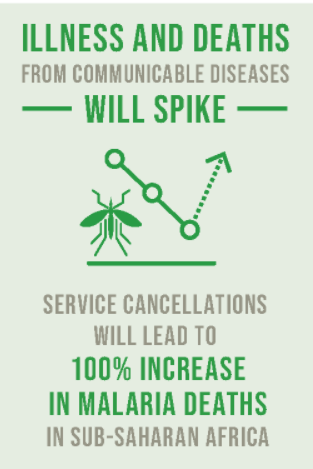 ILLNESS AND DEATHS
FROM COMMUNICABLE DISEASES
WILL SPIKE
SERVICE CANCELLATIONS
WILL LEAD TO
100% INCREASE
IN MALARIA DEATHS
IN SUB-SAHARAN AFRICA